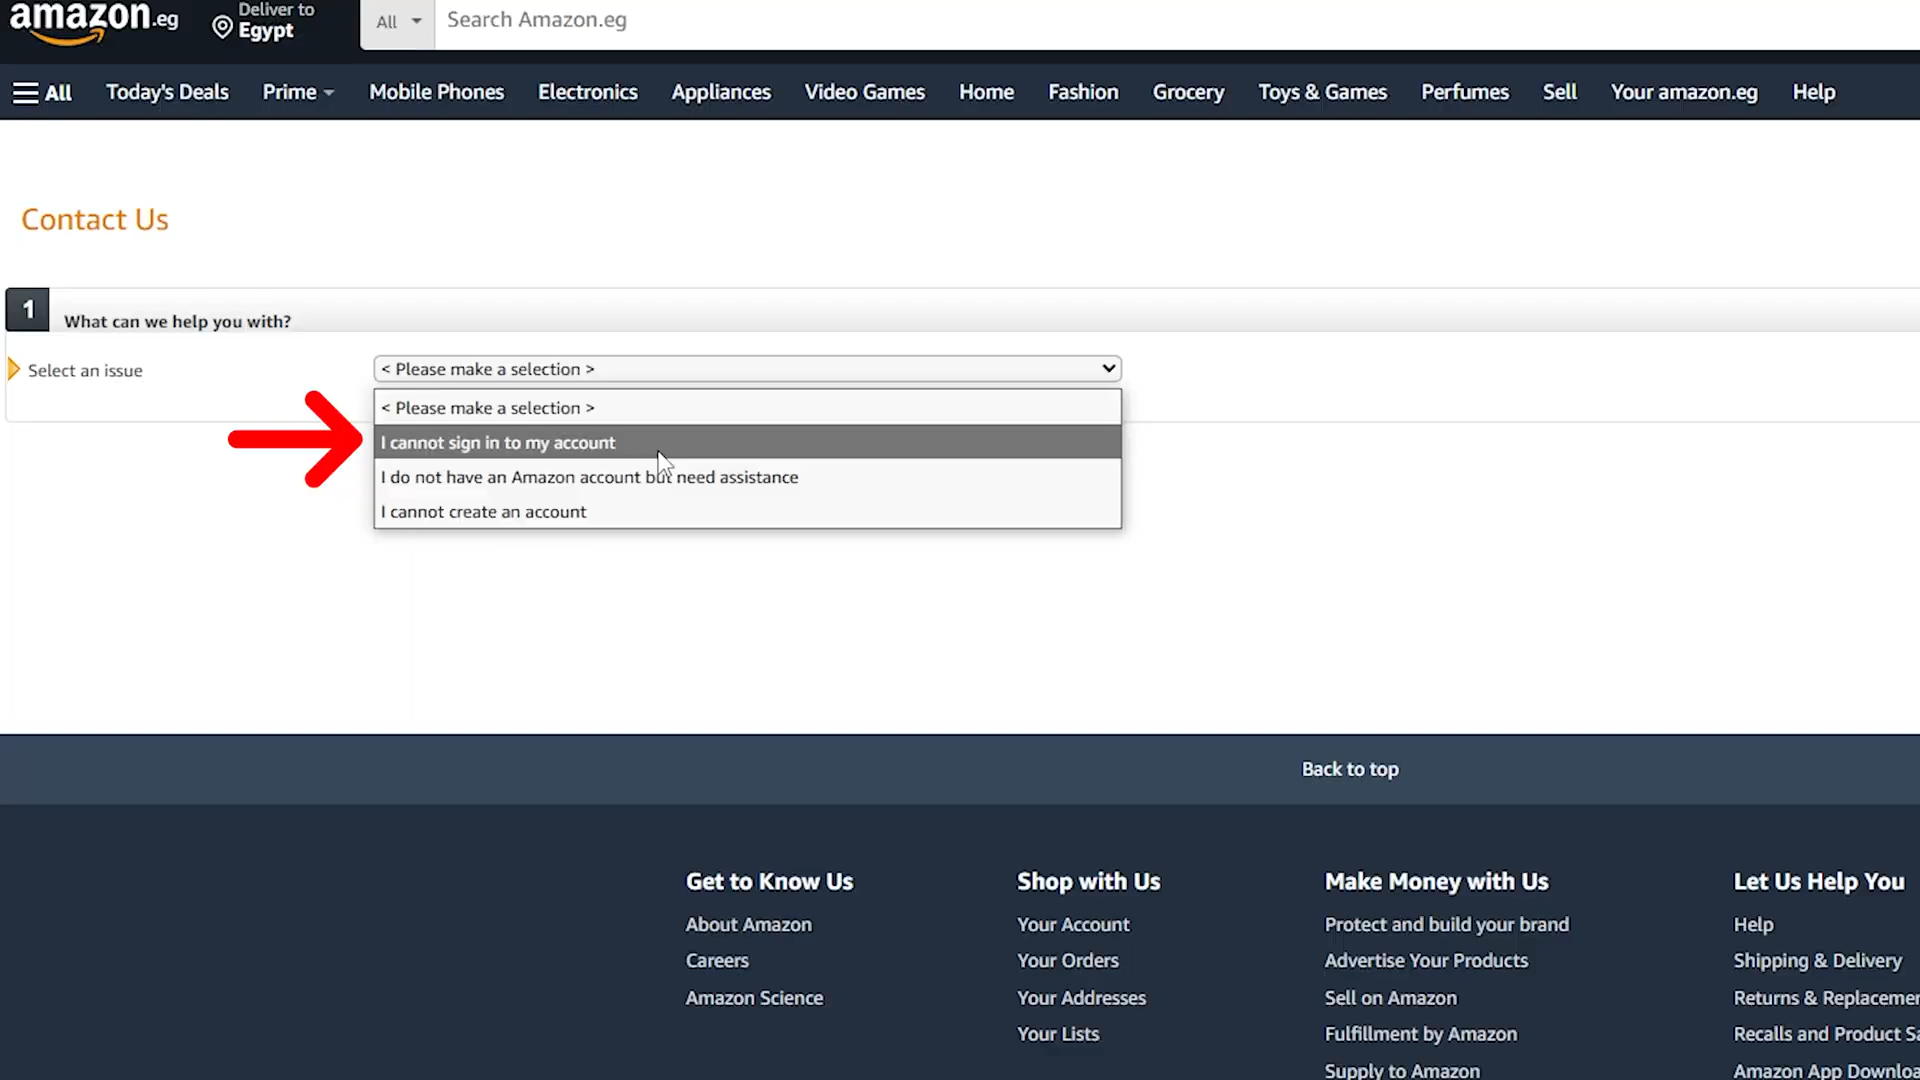 amazon.eg
Deliver to
Egypt
All
Search Amazon.eg
All
Today's Deals
Prime
Mobile Phones
Electronics
Appliances
Video Games
Home
Fashion
Grocery
Toys & Games
Perfumes
Sell
Your amazon.eg
Help
Contact Us
1
What can we help you with?
Select an issue
< Please make a selection >
< Please make a selection >
I cannot sign in to my account
I do not have an Amazon account but need assistance
I cannot create an account
Back to top
Get to Know Us
About Amazon
Careers
Amazon Science
Shop with Us
Your Account
Your Orders
Your Addresses
Your Lists
Make Money with Us
Protect and build your brand
Advertise Your Products
Sell on Amazon
Fulfillment by Amazon
Supply to Amazon
Let Us Help You
Help
Shipping & Delivery
Returns &
Recalls and Product
Amazon App